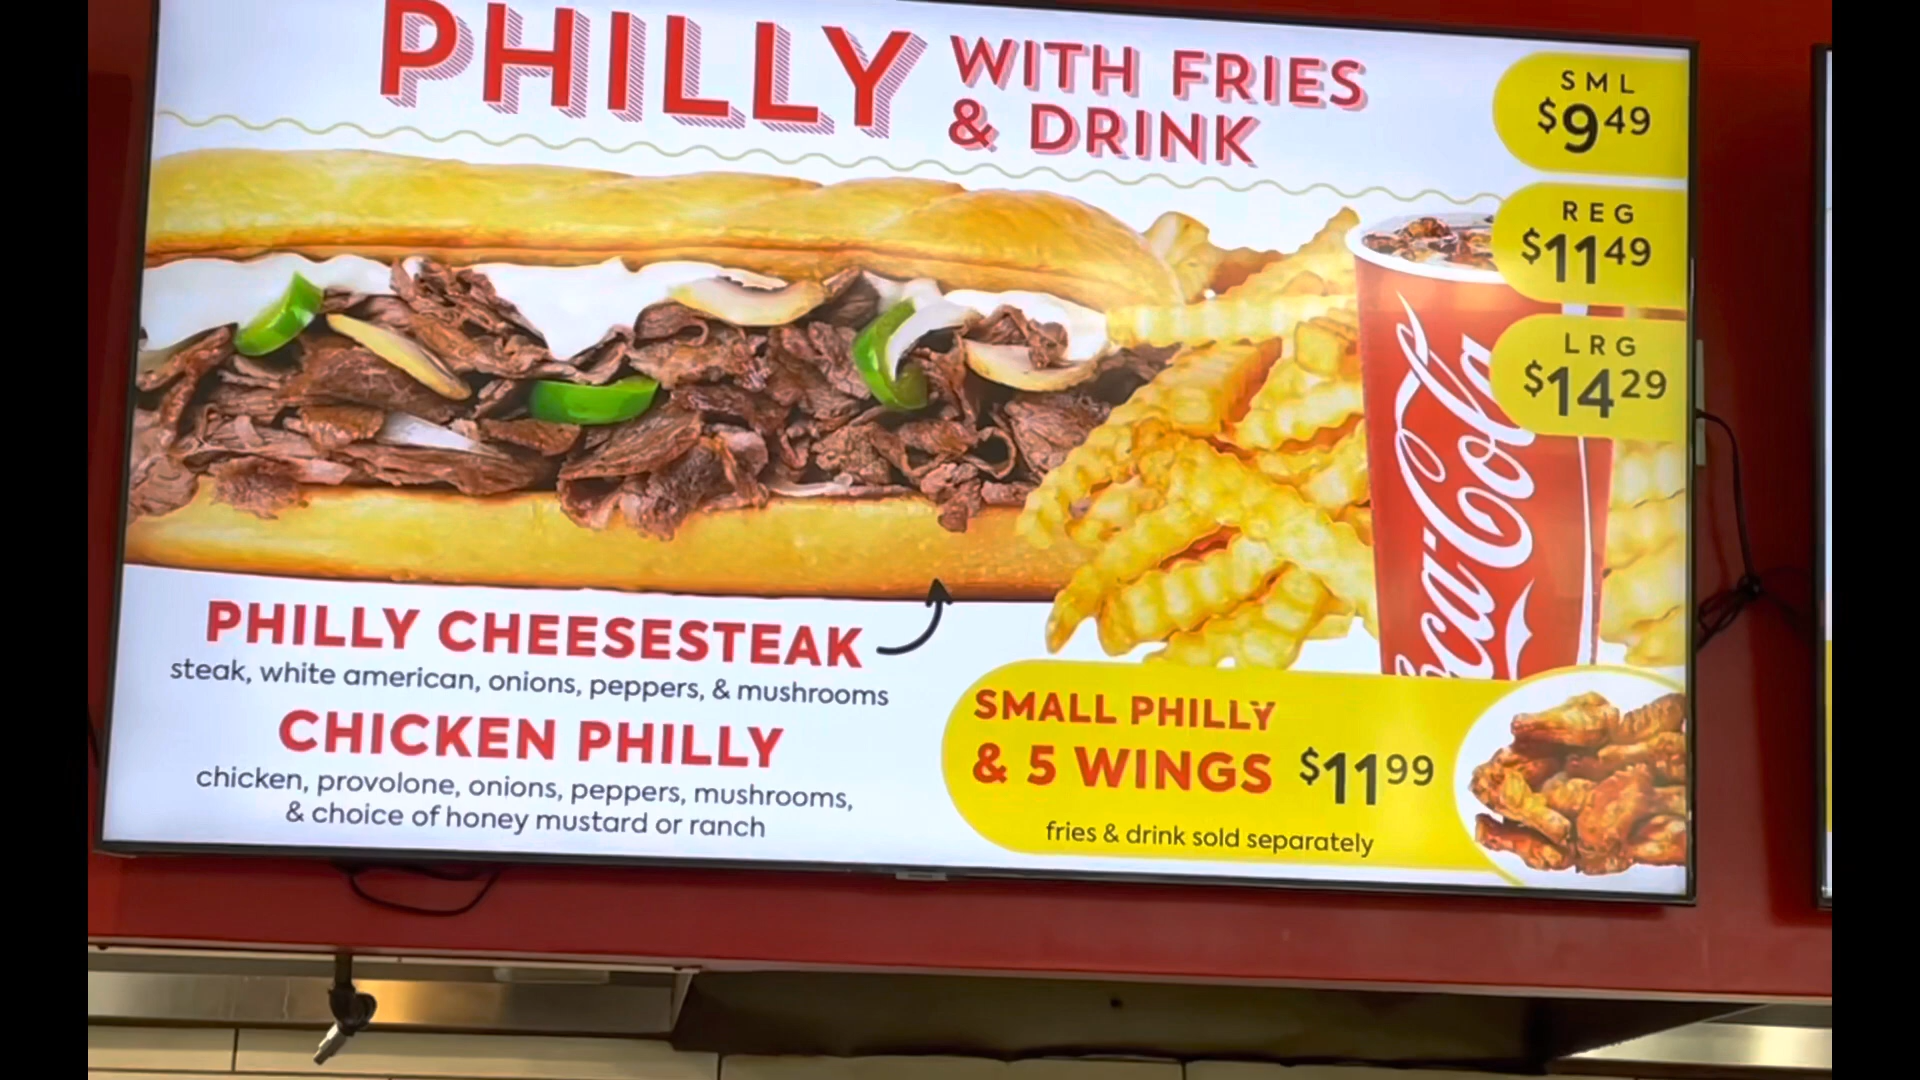 PHILLY
WITH FRIES
& DRINK
SML
$9.49
REG
$11.49
LRG
$14.29
Coca-Cola
PHILLY CHEESESTEAK
steak, white american, onions, peppers, & mushrooms
CHICKEN PHILLY
chicken, provolone, onions, peppers, mushrooms,
& choice of honey mustard or ranch
SMALL PHILLY
& 5 WINGS $11.99
fries & drink sold separately